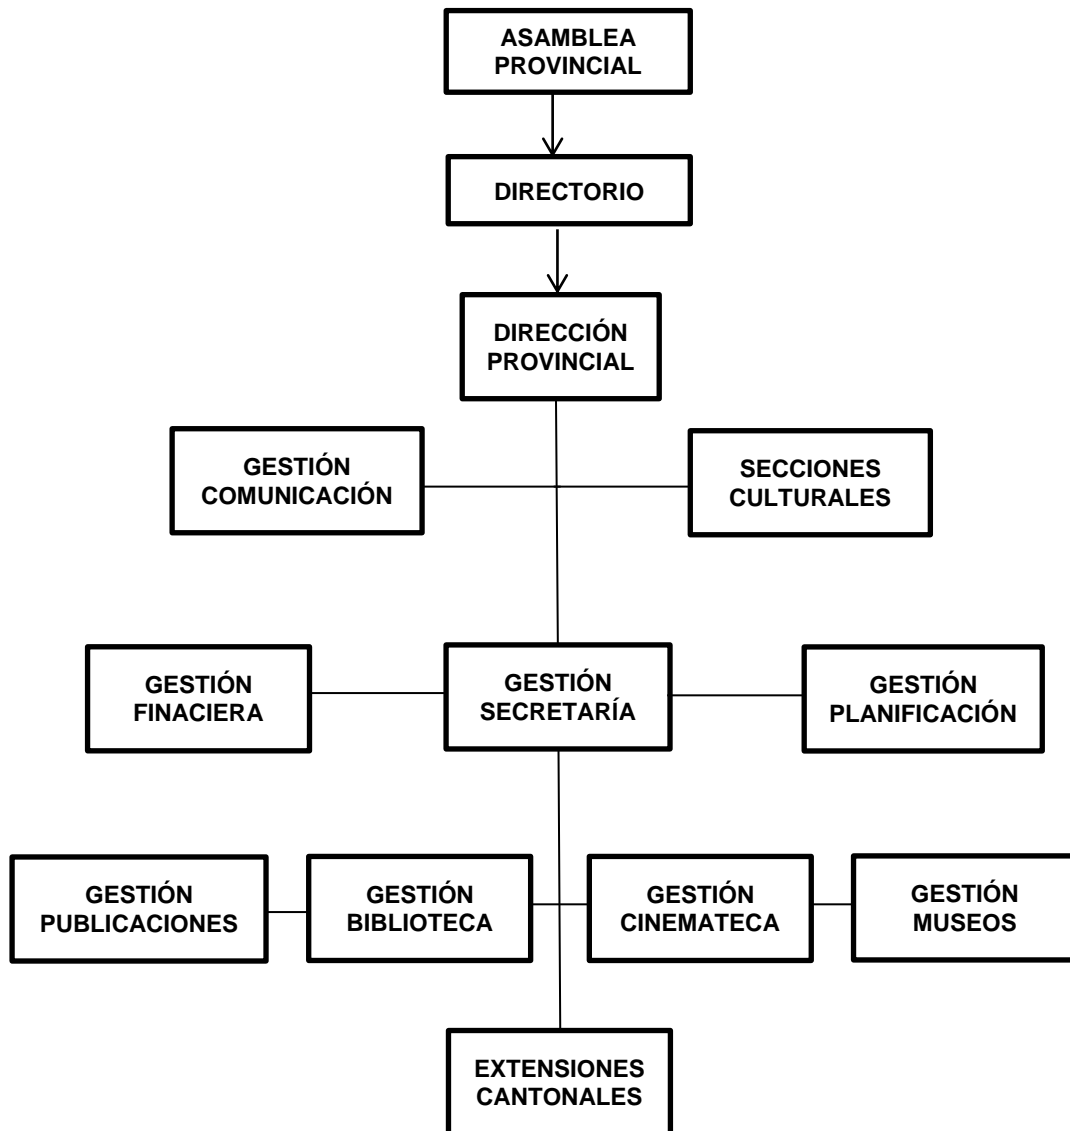 ASAMBLEA
PROVINCIAL
DIRECTORIO
DIRECCIÓN
PROVINCIAL
GESTIÓN
COMUNICACIÓN
SECCIONES
CULTURALES
GESTIÓN
FINACIERA
GESTIÓN
SECRETARÍA
GESTIÓN
PLANIFICACIÓN
GESTIÓN
PUBLICACIONES
GESTIÓN
BIBLIOTECA
GESTIÓN
CINEMATECA
GESTIÓN
MUSEOS
EXTENSIONES
CANTONALES